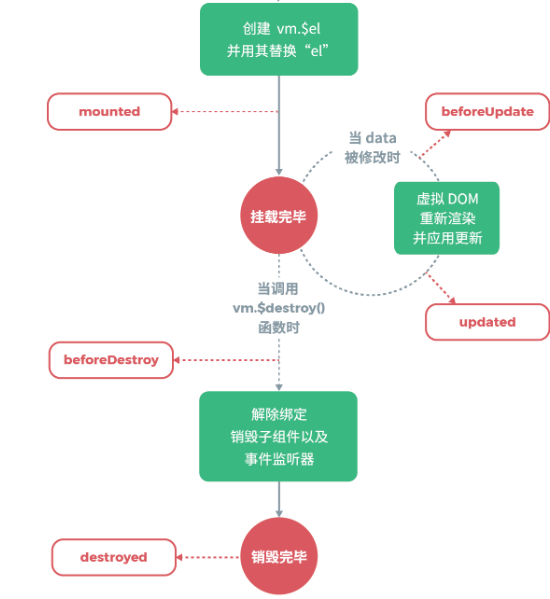 创建 vm.$el
并用其替换“el”
mounted
beforeUpdate
当 data
被修改时
挂载完毕
虚拟 DOM
重新渲染
并应用更新
当调用
vm.$destroy()
函数时
updated
beforeDestroy
解除绑定
销毁子组件以及
事件监听器
销毁完毕
destroyed